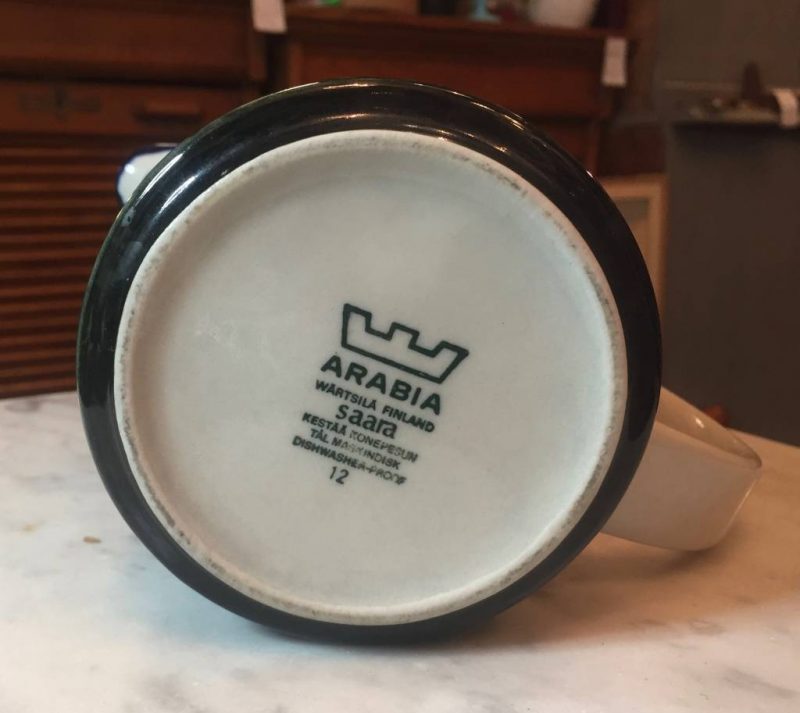 ARABIA
WÄRTSILÄ FINLAND
saara
KESTÄÄ KONEPESUN
TÅL MASKINDISK
DISHWASHER-PROOF
12